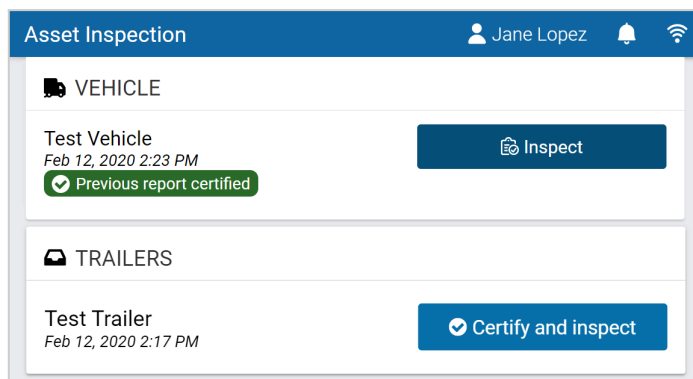 Asset Inspection Jane Lopez
VEHICLE
Test Vehicle
Feb 12, 2020 2:23 PM
Previous report certified
Inspect
TRAILERS
Test Trailer
Feb 12, 2020 2:17 PM
Certify and inspect